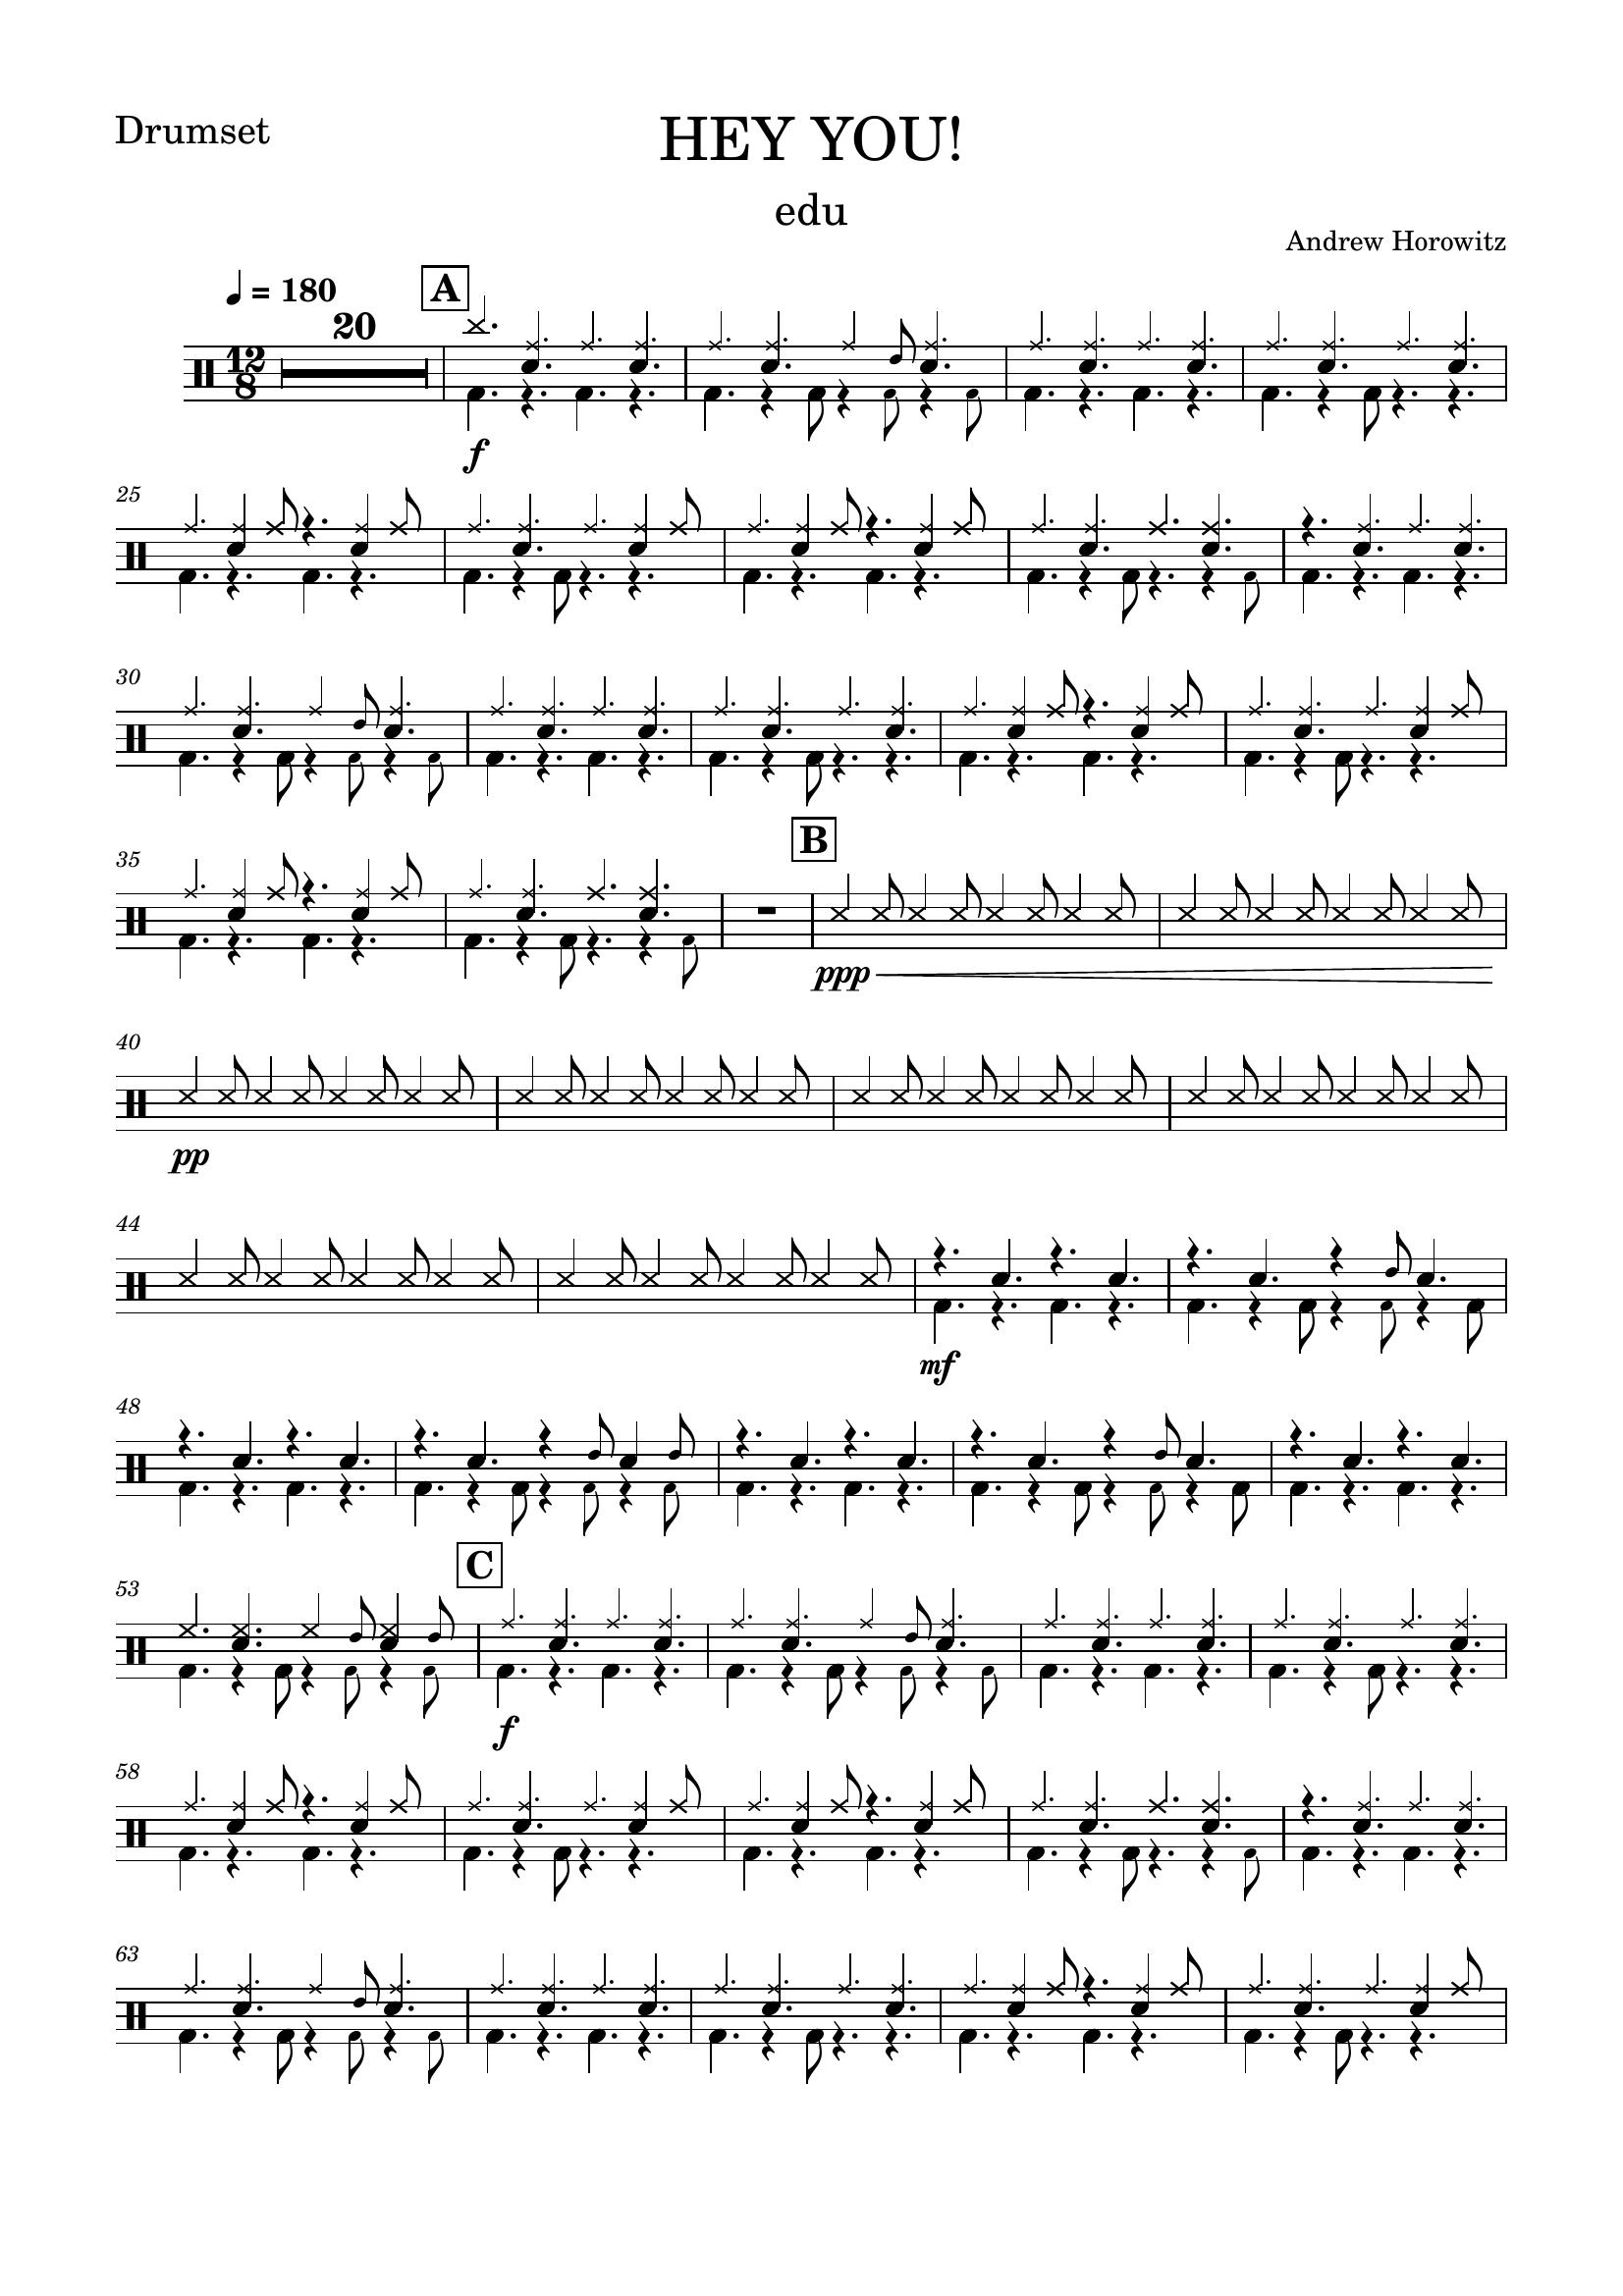 Drumset
HEY YOU!
edu
Andrew Horowitz
♩ = 180
A
20
12
8
f
25
30
35
B
ppp
40
pp
44
mf
48
53
C
f
58
63